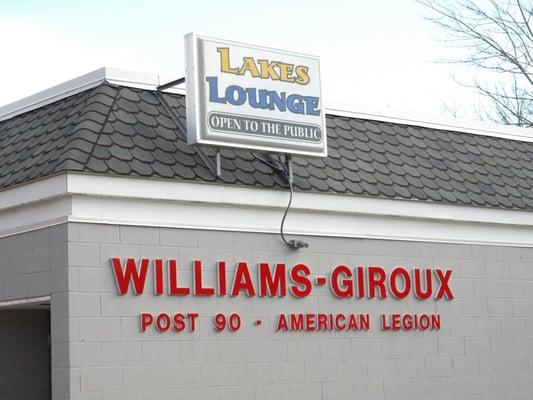 LAKES
LOUNGE
OPEN TO THE PUBLIC
WILLIAMS-GIROUX
POST 90 - AMERICAN LEGION